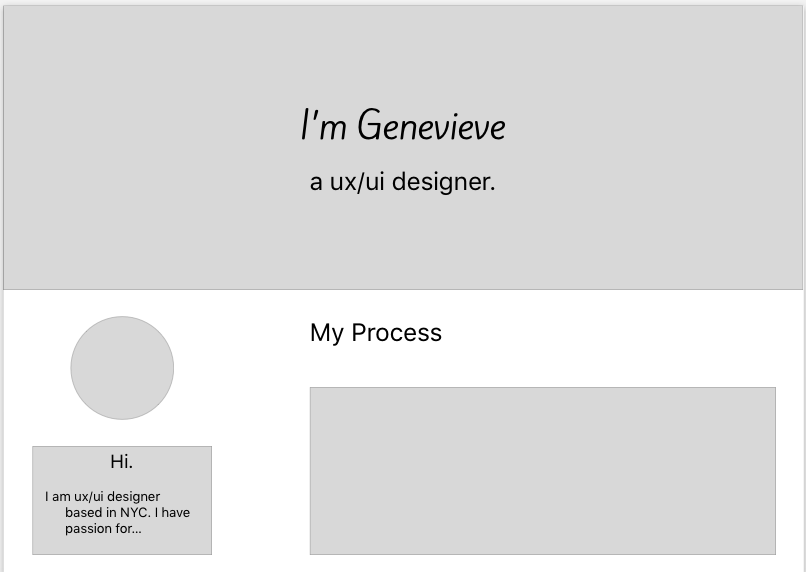 I'm Genevieve
a ux/ui designer.
My Process
Hi.
I am ux/ui designer
based in NYC. I have
passion for...